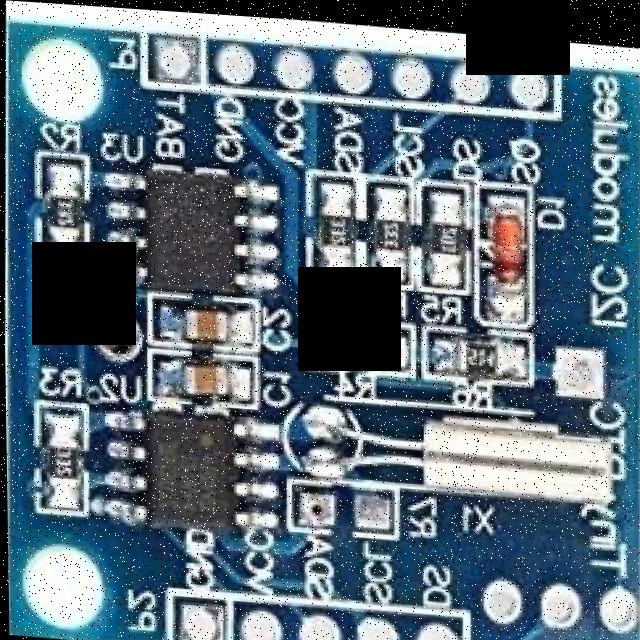 P1
BAT
GND
VCC
SDA
SCL
DS
SQ
R2
U3
D1
I2C modules
C2
R5
C1
R4
R6
R3
U2
R7
X1
GND
VCC
SDA
SCL
DS
P2